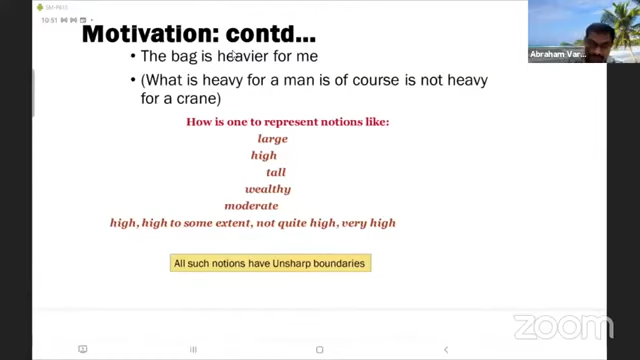 SM-P615
10:51
Abraham Var...
Motivation: contd...
• The bag is heavier for me
• (What is heavy for a man is of course is not heavy
for a crane)
How is one to represent notions like:
large
high
tall
wealthy
moderate
high, high to some extent, not quite high, very high
All such notions have Unsharp boundaries
zoom